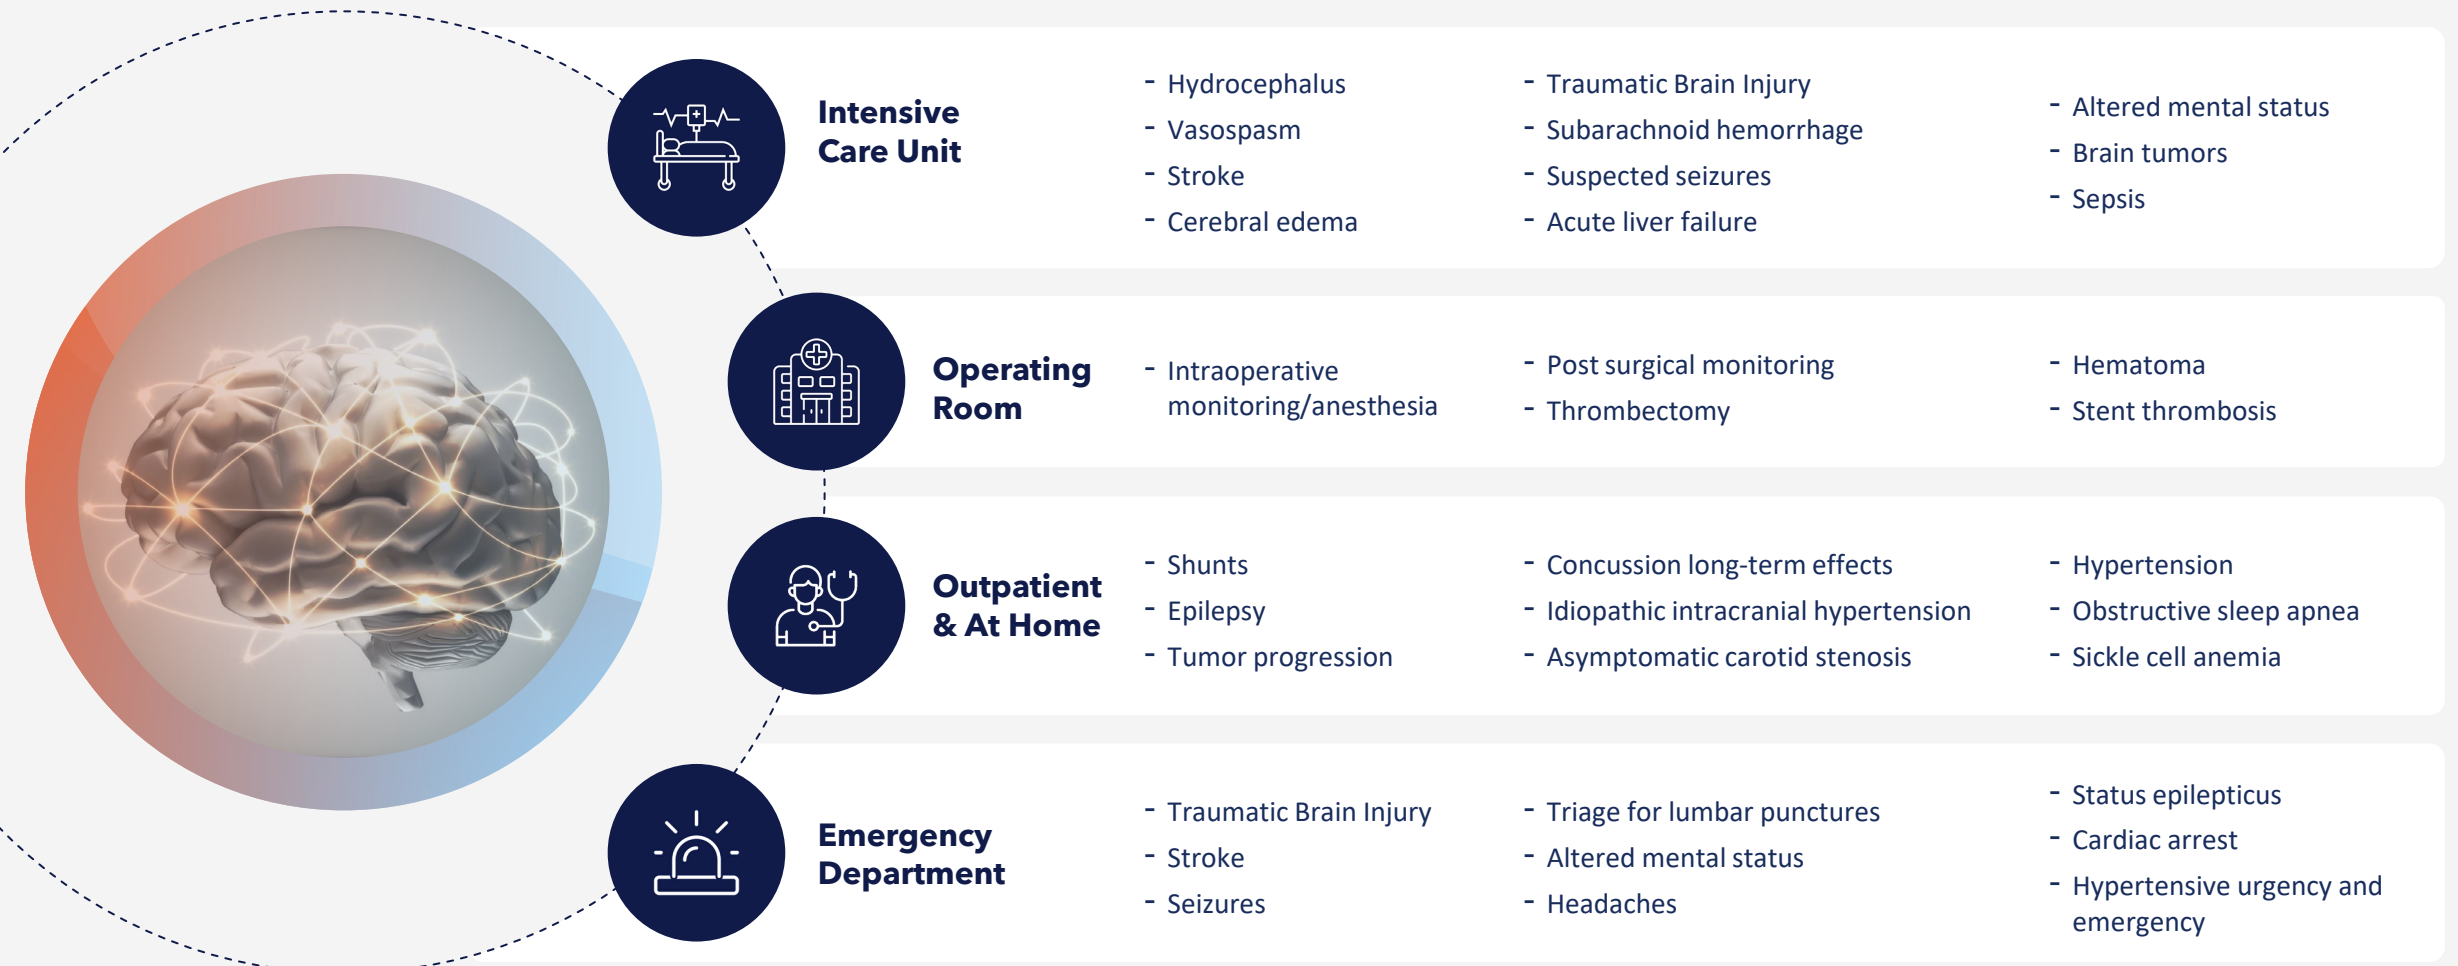 Intensive
Care Unit
- Hydrocephalus
- Vasospasm
- Stroke
- Cerebral edema
- Traumatic Brain Injury
- Subarachnoid hemorrhage
- Suspected seizures
- Acute liver failure
- Altered mental status
- Brain tumors
- Sepsis
Operating
Room
- Intraoperative
monitoring/anesthesia
- Post surgical monitoring
- Thrombectomy
- Hematoma
- Stent thrombosis
Outpatient
& At Home
- Shunts
- Epilepsy
- Tumor progression
- Concussion long-term effects
- Idiopathic intracranial hypertension
- Asymptomatic carotid stenosis
- Hypertension
- Obstructive sleep apnea
- Sickle cell anemia
Emergency
Department
- Traumatic Brain Injury
- Stroke
- Seizures
- Triage for lumbar punctures
- Altered mental status
- Headaches
- Status epilepticus
- Cardiac arrest
- Hypertensive urgency and
emergency